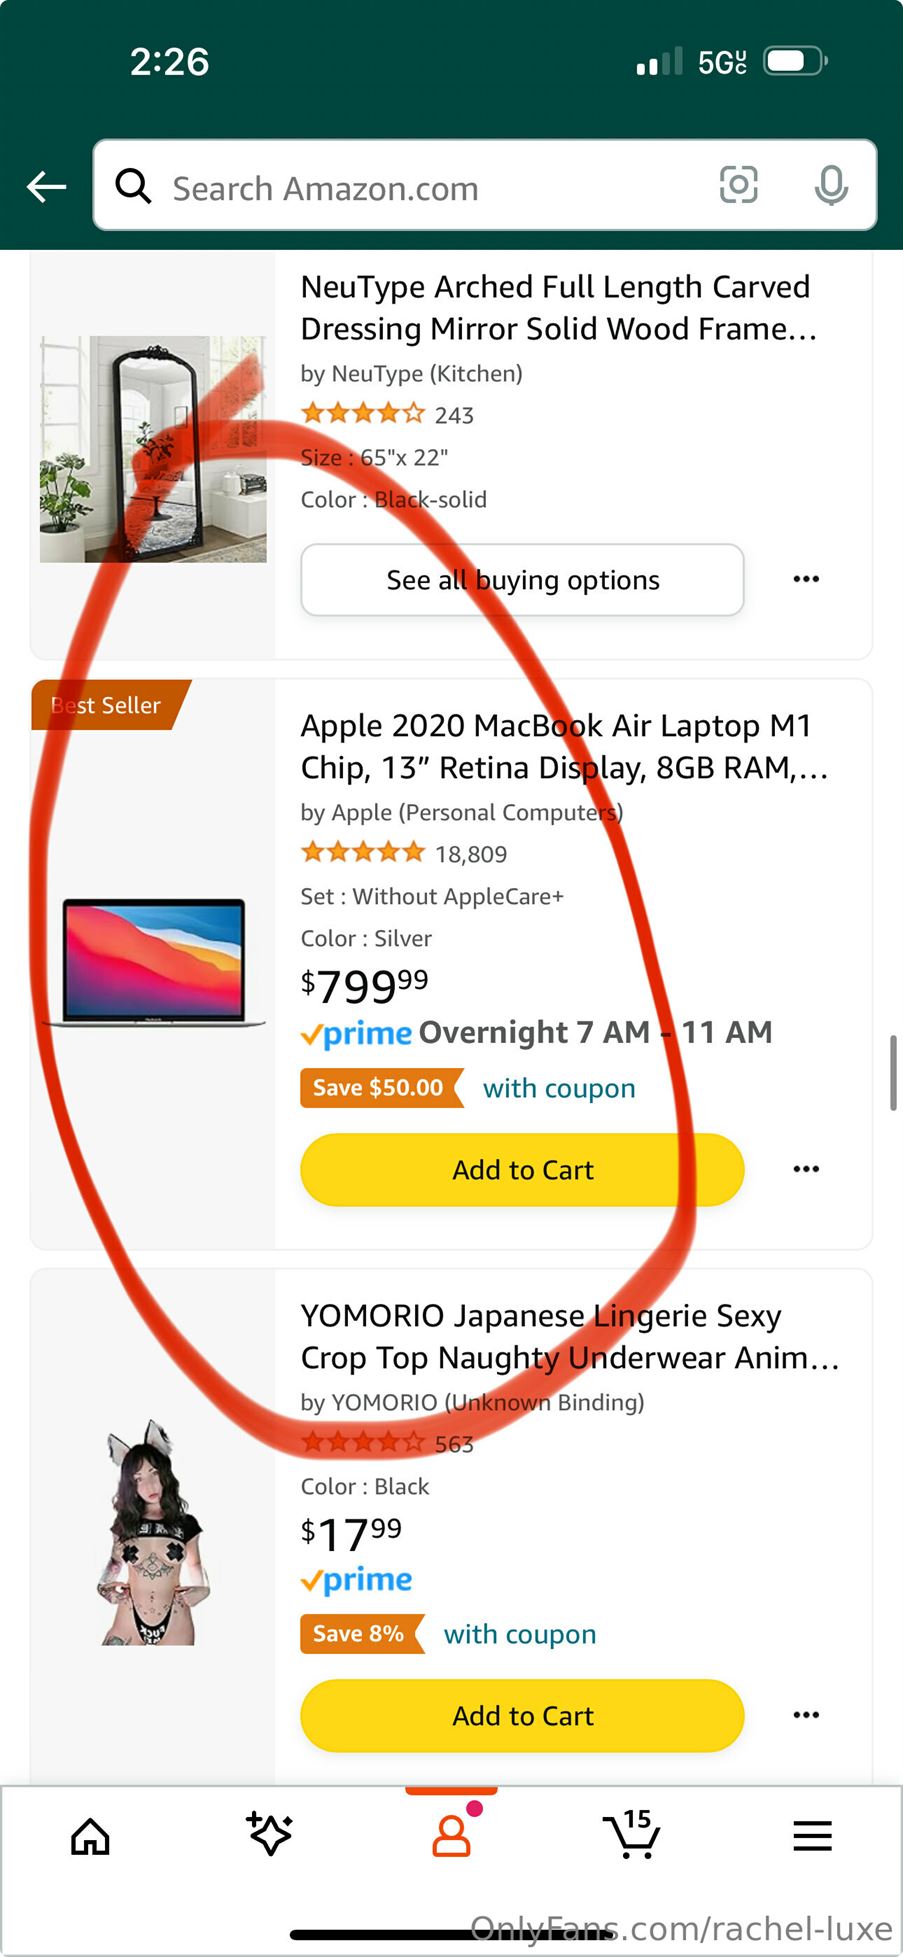 2:26
5GUC
Search Amazon.com
NeuType Arched Full Length Carved
Dressing Mirror Solid Wood Frame...
by NeuType (Kitchen)
243
Size : 65"x 22"
Color : Black-solid
See all buying options
Best Seller
Apple 2020 MacBook Air Laptop M1
Chip, 13” Retina Display, 8GB RAM,...
by Apple (Personal Computers)
18,809
Set : Without AppleCare+
Color : Silver
$799.99
prime Overnight 7 AM - 11 AM
Save $50.00 with coupon
Add to Cart
YOMORIO Japanese Lingerie Sexy
Crop Top Naughty Underwear Anim...
by YOMORIO (Unknown Binding)
563
Color : Black
$17.99
prime
Save 8% with coupon
Add to Cart
15
OnlyFans.com/rachel-luxe